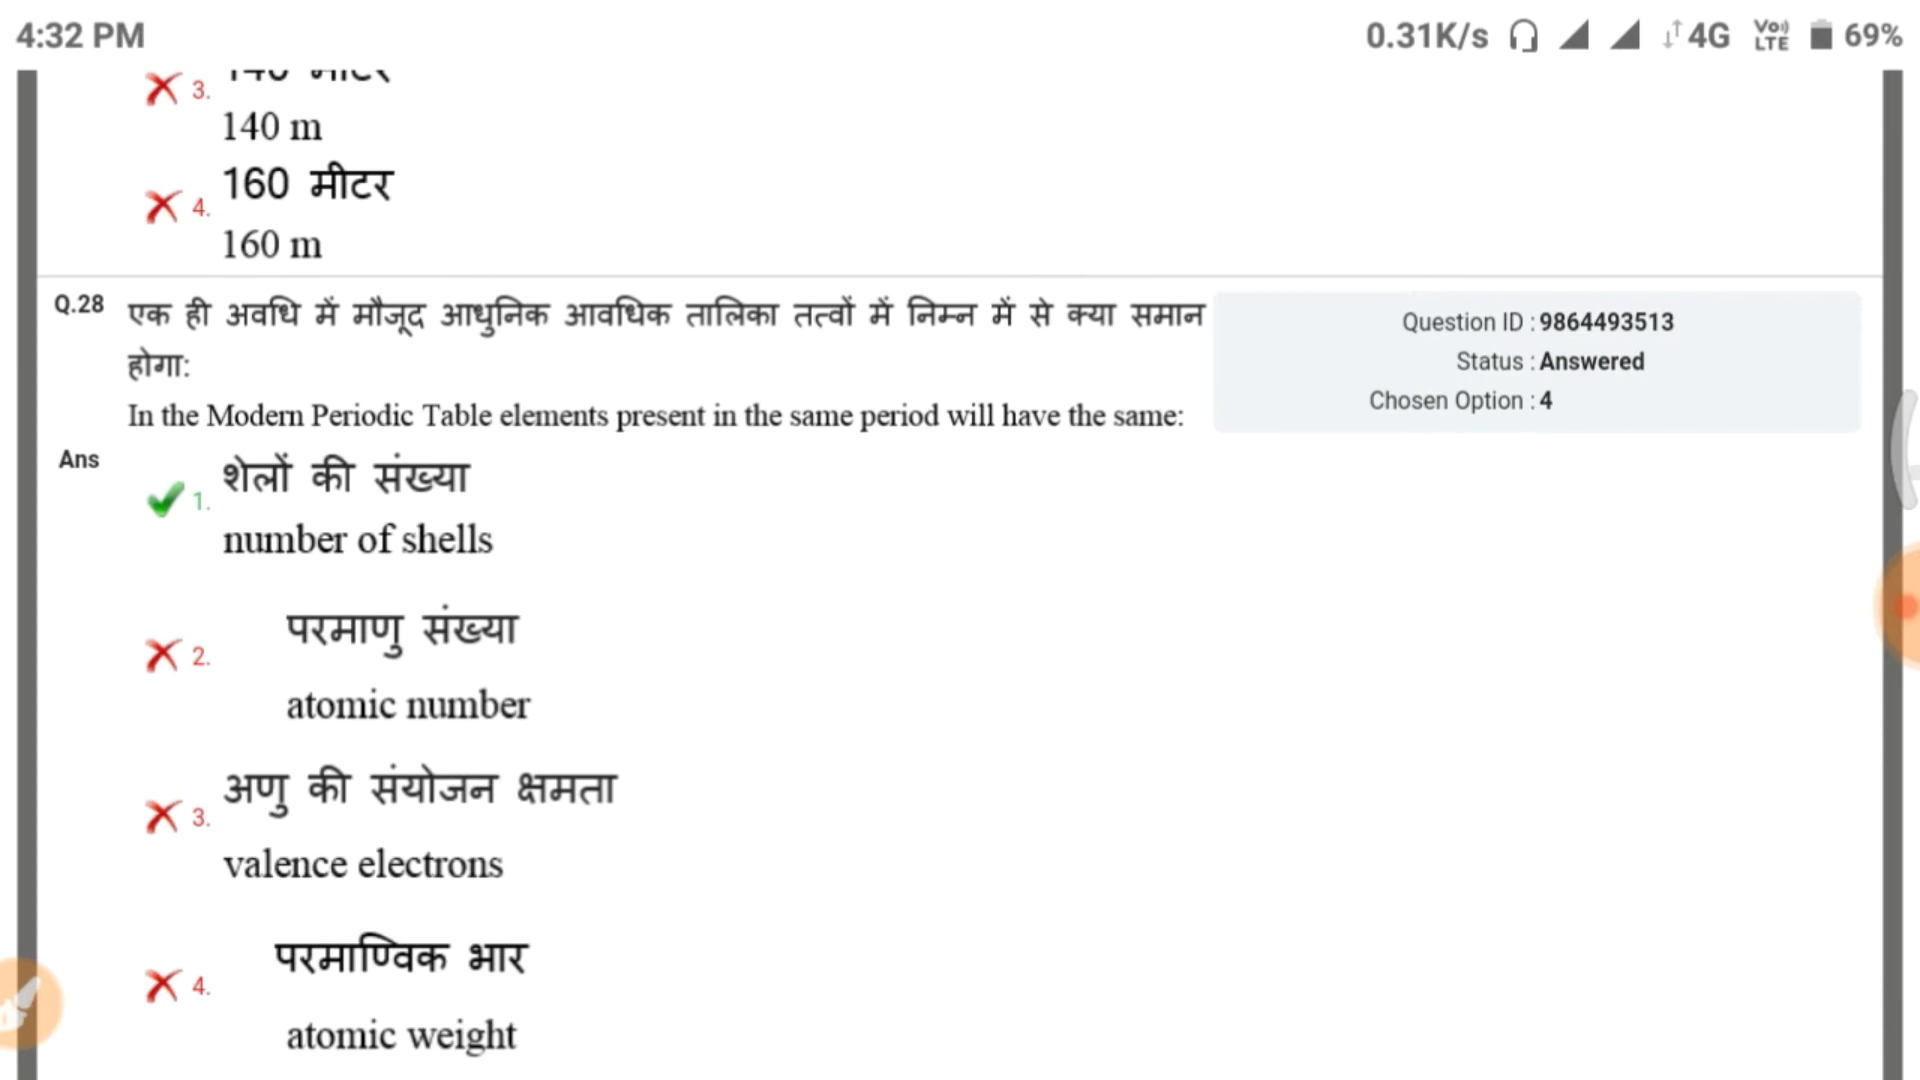 4:32 PM 0.31K/s 4G VoLTE 69%
3. 140 मीटर
140 m
160 मीटर
4.
160 m
Q.28 एक ही अवधि में मौजूद आधुनिक आवधिक तालिका तत्वों में निम्न में से क्या समान
होगा:
In the Modern Periodic Table elements present in the same period will have the same:
Question ID : 9864493513
Status : Answered
Chosen Option : 4
Ans
शेलों की संख्या
1.
number of shells
परमाणु संख्या
2.
atomic number
अणु की संयोजन क्षमता
3.
valence electrons
परमाण्विक भार
4.
atomic weight